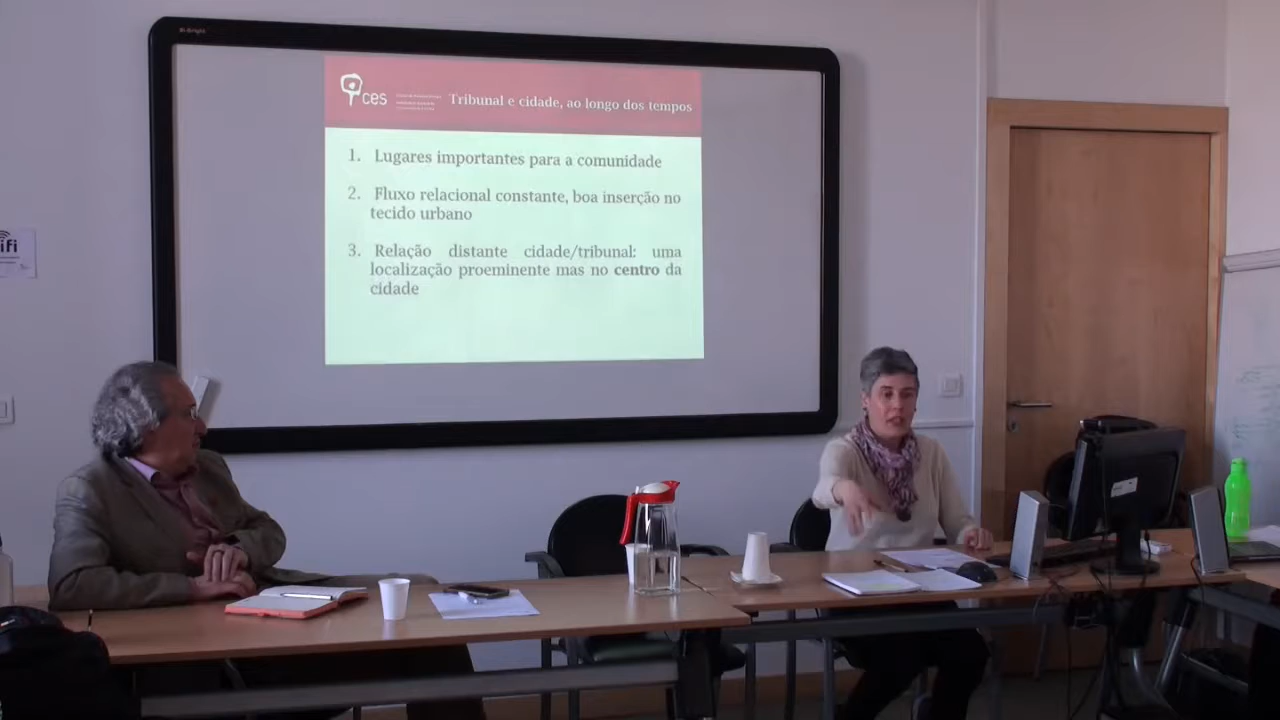 ces
Tribunal e cidade, ao longo dos tempos
1. Lugares importantes para a comunidade
2. Fluxo relacional constante, boa inserção no
tecido urbano
3. Relação distante cidade/tribunal: uma
localização proeminente mas no centro da
cidade
ifi